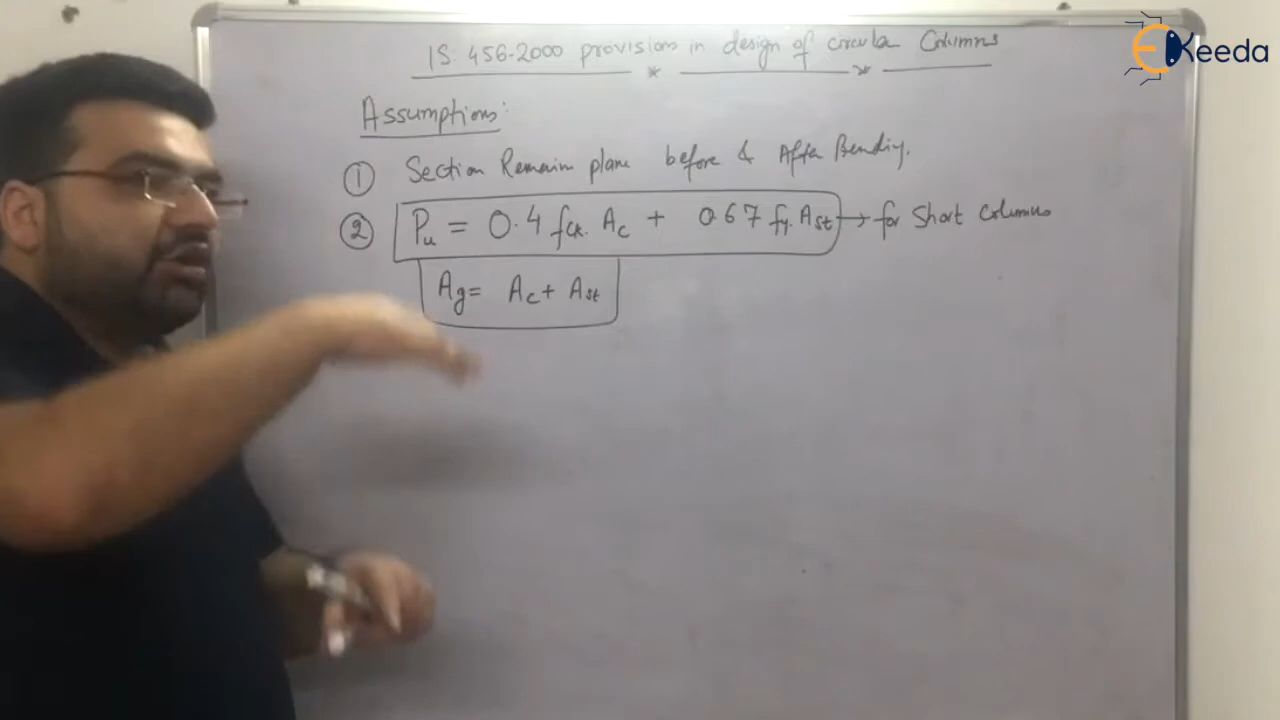 IS: 456-2000 provisions in design of circular Columns
EKeeda
Assumptions:
① Section Remain plane before & After Bending.
② Pu = 0.4 fck. Ac + 0.67 fy. Ast → for Short Columns
Ag = Ac + Ast